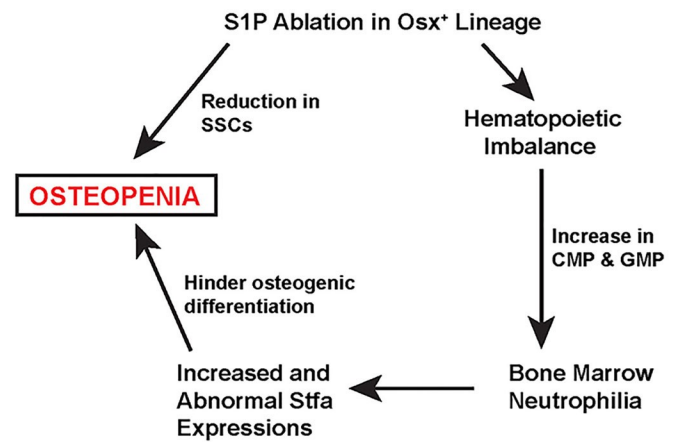 S1P Ablation in Osx⁺ Lineage
Reduction in
SSCs
Hematopoietic
Imbalance
OSTEOPENIA
Increase in
CMP & GMP
Hinder osteogenic
differentiation
Increased and
Abnormal Stfa
Expressions
Bone Marrow
Neutrophilia